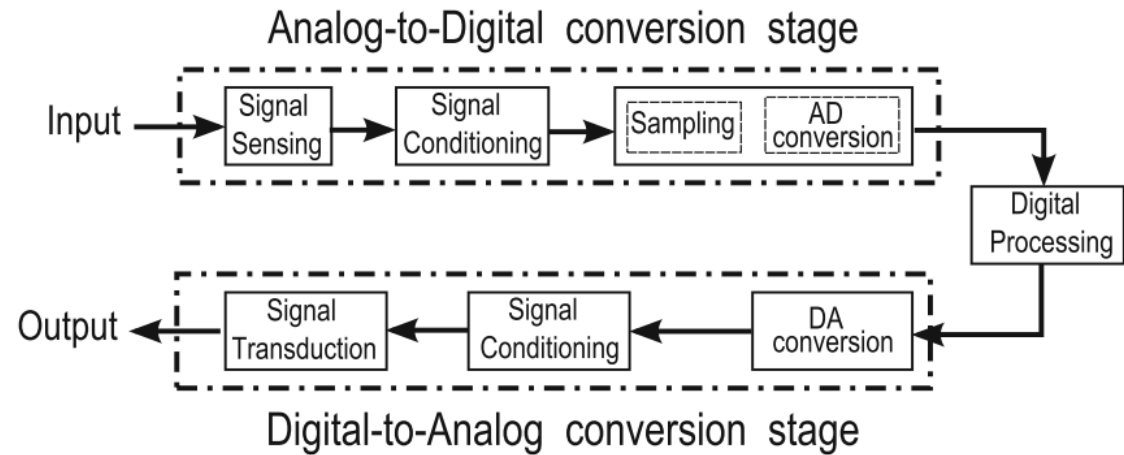 Analog-to-Digital conversion stage
Input
Signal
Sensing
Signal
Conditioning
Sampling
AD
conversion
Digital
Processing
Output
Signal
Transduction
Signal
Conditioning
DA
conversion
Digital-to-Analog conversion stage